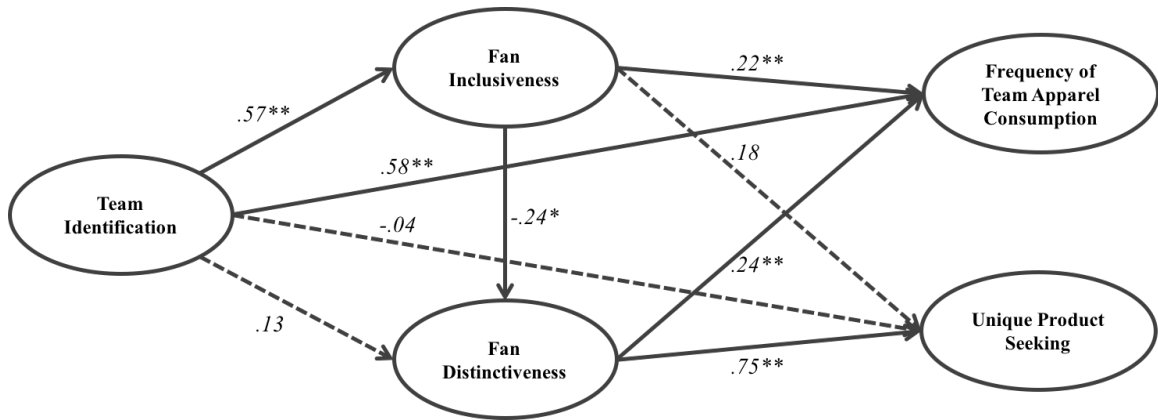 Fan
Inclusiveness
.22**
Frequency of
Team Apparel
Consumption
.57**
.58**
.18
Team
Identification
-.04
-.24*
.24**
.13
Fan
Distinctiveness
.75**
Unique Product
Seeking